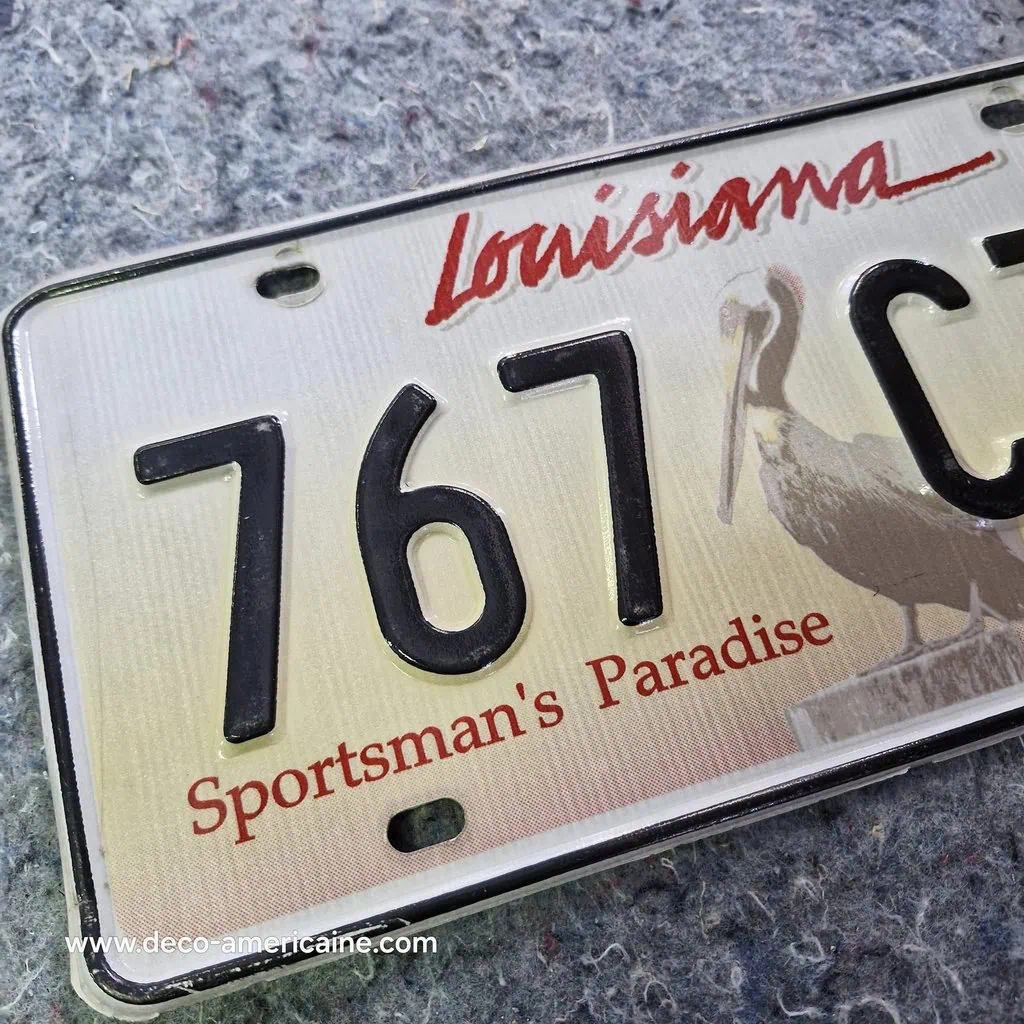 Louisiana
767 C
Sportsman's Paradise
www.deco-americaine.com